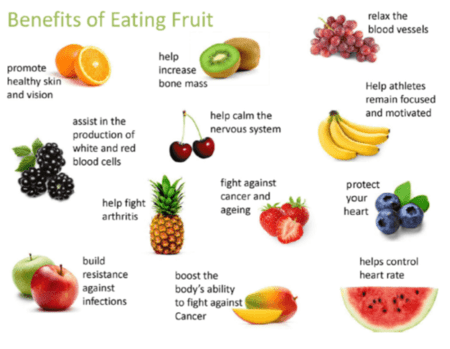 Benefits of Eating Fruit
promote
healthy skin
and vision
help
increase
bone mass
relax the
blood vessels
assist in the
production of
white and red
blood cells
help calm the
nervous system
Help athletes
remain focused
and motivated
help fight
arthritis
fight against
cancer and
ageing
protect
your
heart
build
resistance
against
infections
boost the
body's ability
to fight against
Cancer
helps control
heart rate